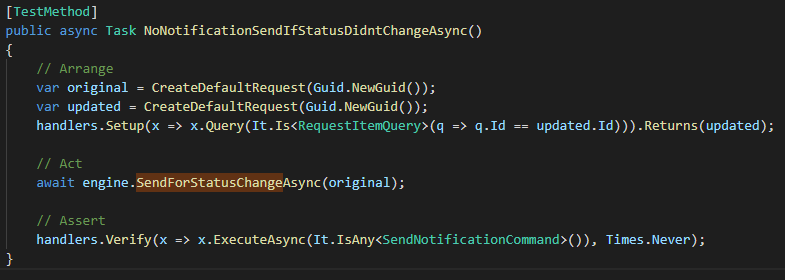 [TestMethod]
public async Task NoNotificationSendIfStatusDidntChangeAsync()
{
// Arrange
var original = CreateDefaultRequest(Guid.NewGuid());
var updated = CreateDefaultRequest(Guid.NewGuid());
handlers.Setup(x => x.Query(It.Is<RequestItemQuery>(q => q.Id == updated.Id))).Returns(updated);
// Act
await engine.SendForStatusChangeAsync(original);
// Assert
handlers.Verify(x => x.ExecuteAsync(It.IsAny<SendNotificationCommand>()), Times.Never);
}